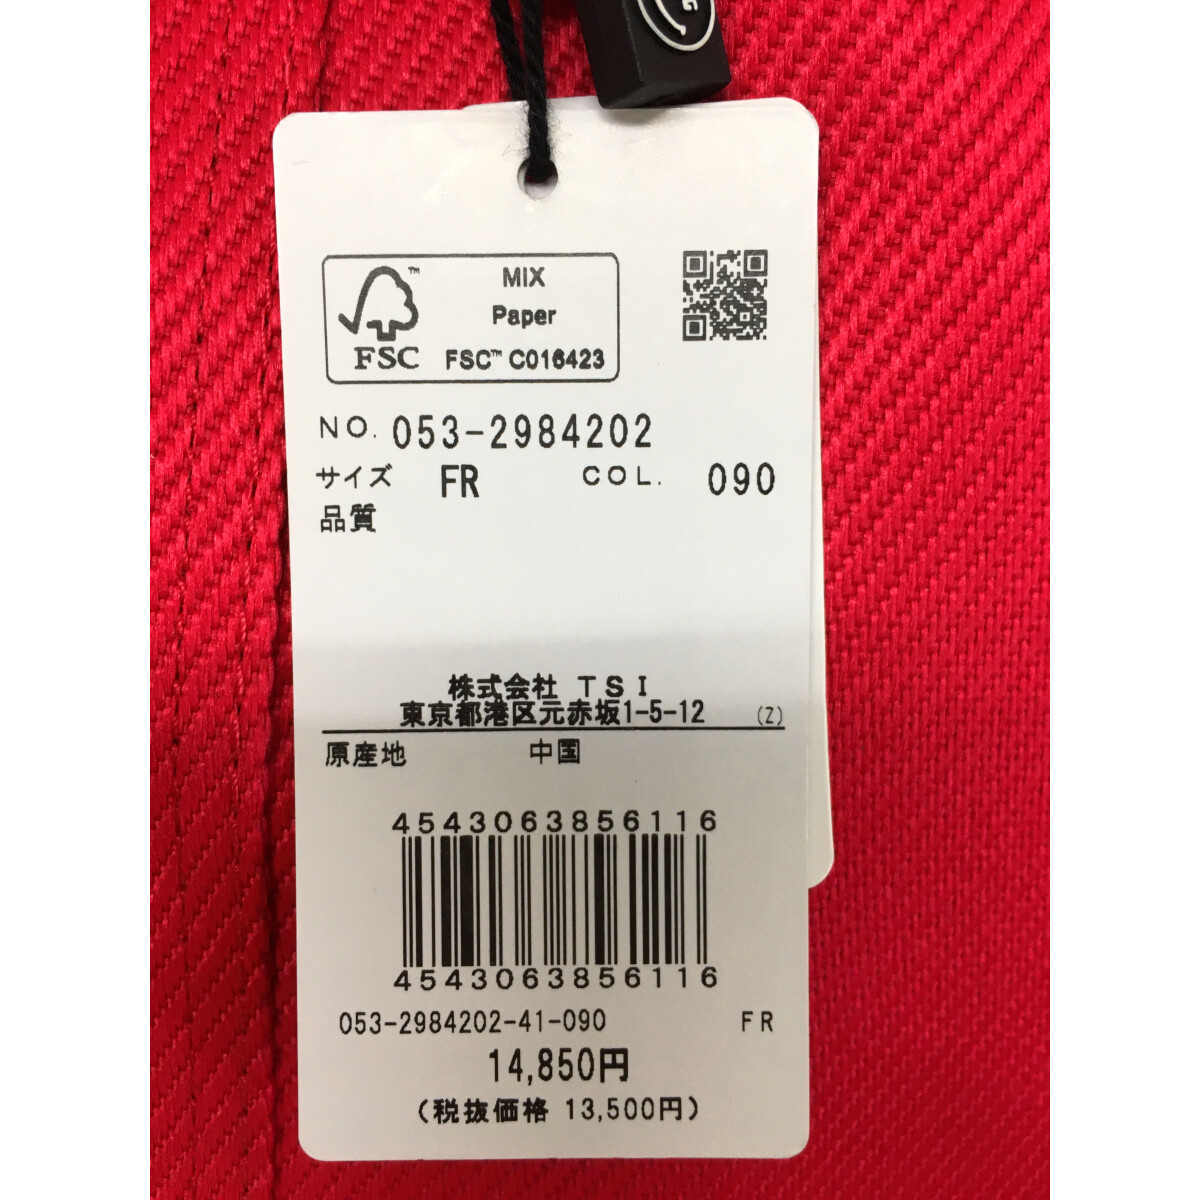 MIX
Paper
FSC™ FSC™ C016423
NO. 053-2984202
サイズ FR COL. 090
品質
株式会社 TSI
東京都港区元赤坂1-5-12 (Z)
原産地 中国
4543063856116
4543063856116
053-2984202-41-090 FR
14,850円
(税抜価格 13,500円)